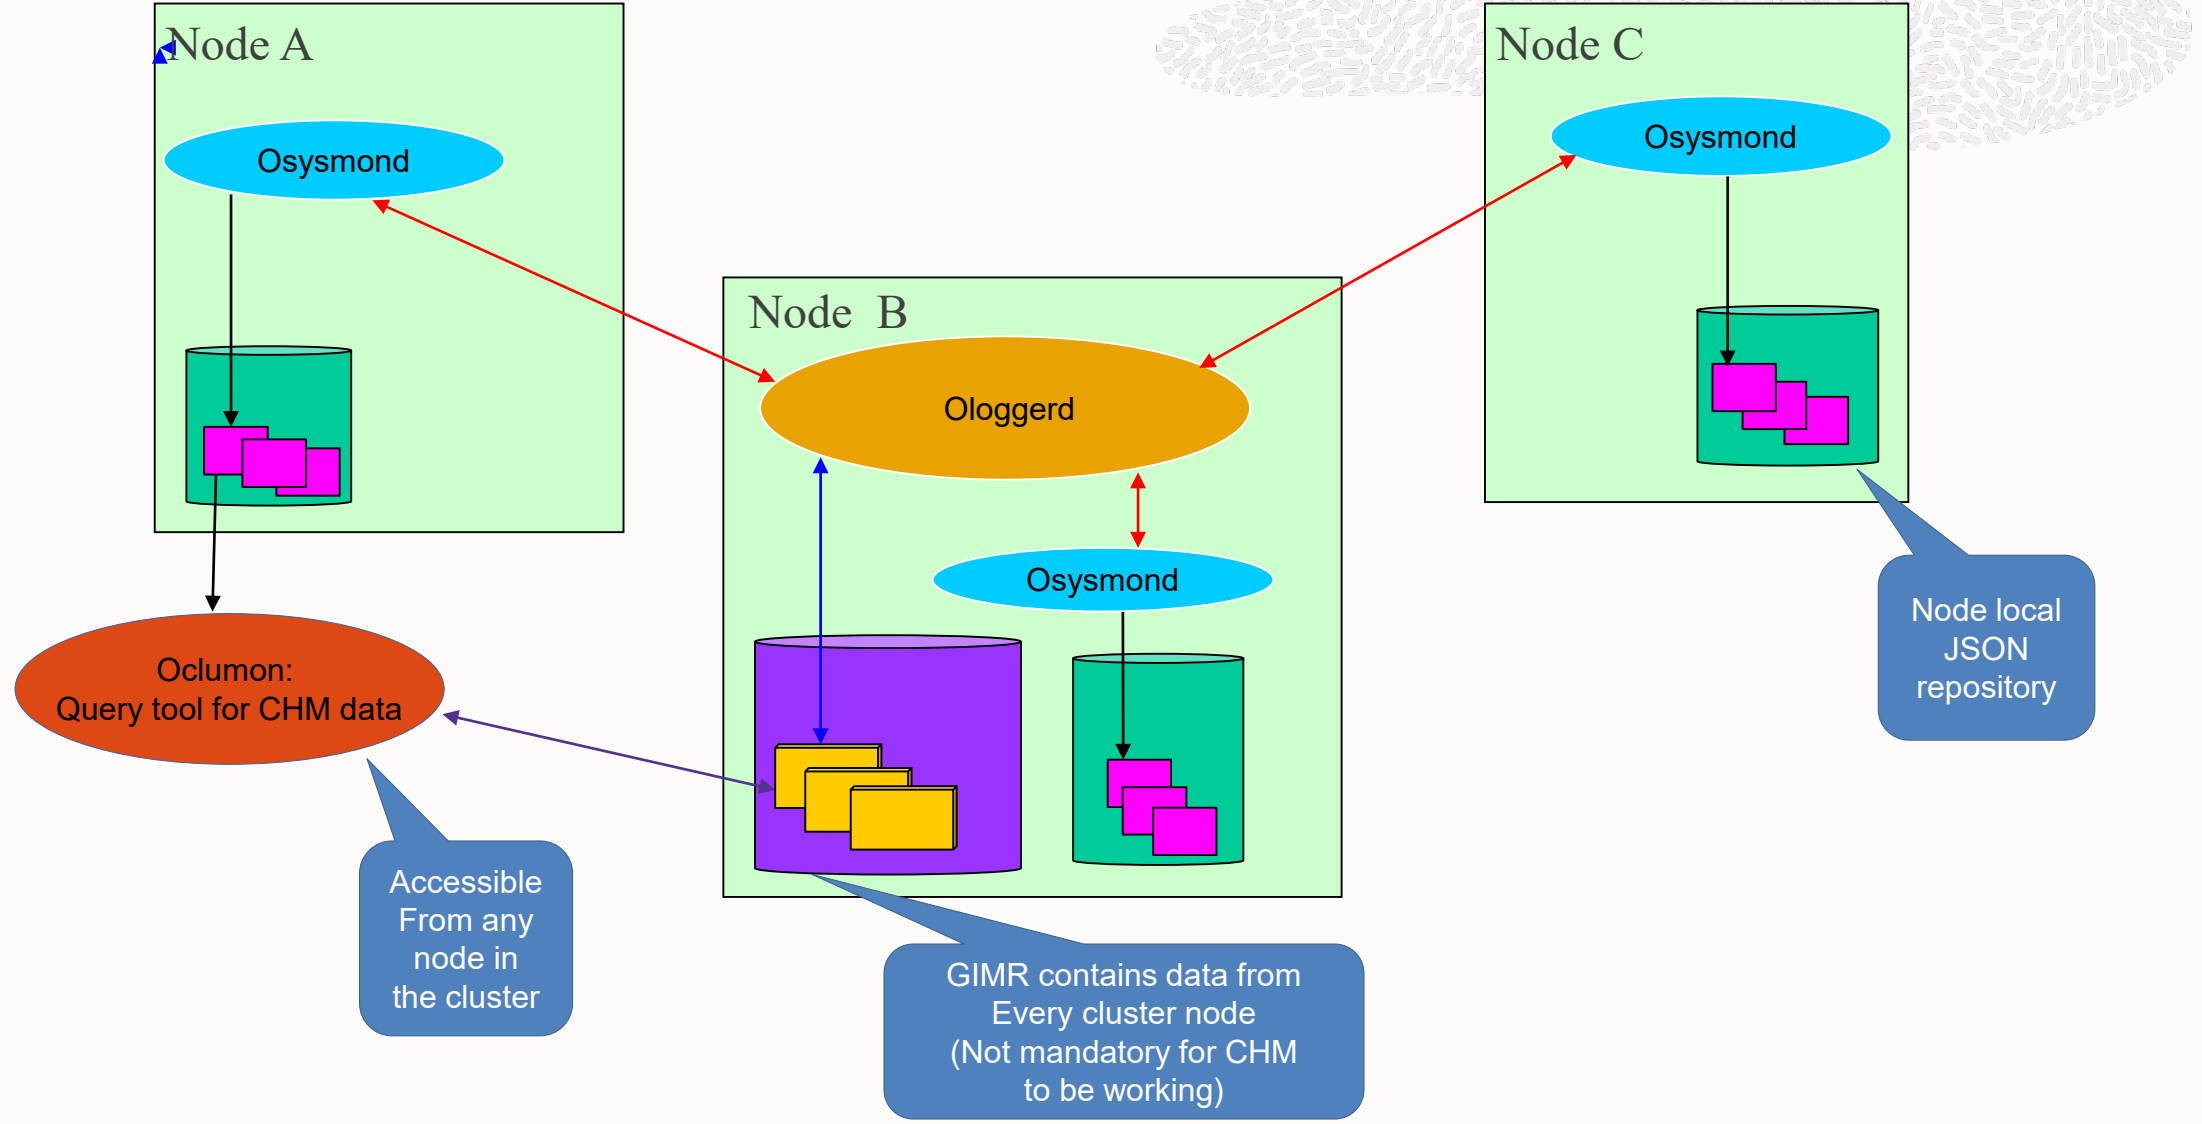 Node A
Osysmond
Node C
Osysmond
Node  B
Ologgerd
Osysmond
Oclumon:
Query tool for CHM data
Node local
JSON
repository
Accessible
From any
node in
the cluster
GIMR contains data from
Every cluster node
(Not mandatory for CHM
to be working)